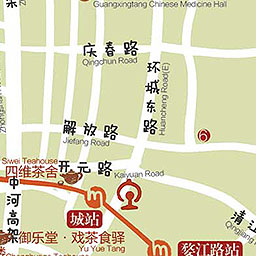 Guangxingtang Chinese Medicine Hall
庆春路
Qingchun Road
环城东路
Huancheng Road(E)
解放路
Jiefang Road
6
Swei Teahouse
四维茶舍
开元路
Kaiyuan Road
中河高架
城站
清江
御乐堂·戏茶食驿
Yu Yue Tang
婺江路站